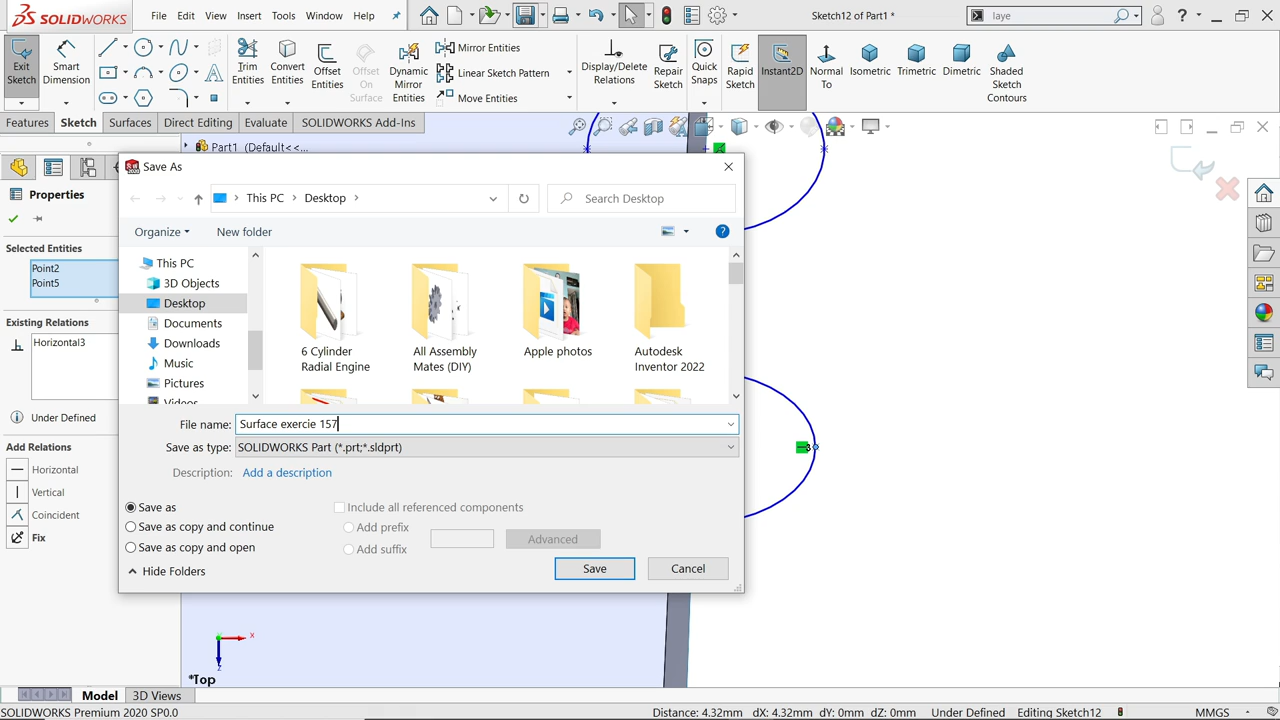 SOLIDWORKS
File Edit View Insert Tools Window Help
Sketch12 of Part1 *
laye
Exit Sketch
Smart Dimension
Trim Entities
Convert Entities
Offset Entities
Offset On Surface
Dynamic Mirror Entities
Mirror Entities
Linear Sketch Pattern
Move Entities
Display/Delete Relations
Repair Sketch
Quick Snaps
Rapid Sketch
Instant2D
Normal To
Isometric
Trimetric
Dimetric
Shaded Sketch Contours
Features Sketch Surfaces Direct Editing Evaluate SOLIDWORKS Add-Ins
Part1 (Default<<...
Properties
Selected Entities
Point2
Point5
Existing Relations
Horizontal3
Under Defined
Add Relations
Horizontal
Vertical
Coincident
Fix
Save As
This PC > Desktop >
Search Desktop
Organize
New folder
This PC
3D Objects
Desktop
Documents
Downloads
Music
Pictures
Videos
6 Cylinder Radial Engine
All Assembly Mates (DIY)
Apple photos
Autodesk Inventor 2022
File name: Surface exercie 157
Save as type: SOLIDWORKS Part (*.prt;*.sldprt)
Description: Add a description
Save as
Save as copy and continue
Save as copy and open
Include all referenced components
Add prefix
Add suffix
Advanced
Hide Folders
Save
Cancel
3
x
z
*Top
Model 3D Views
SOLIDWORKS Premium 2020 SP0.0
Distance: 4.32mm dX: 4.32mm dY: 0mm dZ: 0mm Under Defined Editing Sketch12 MMGS